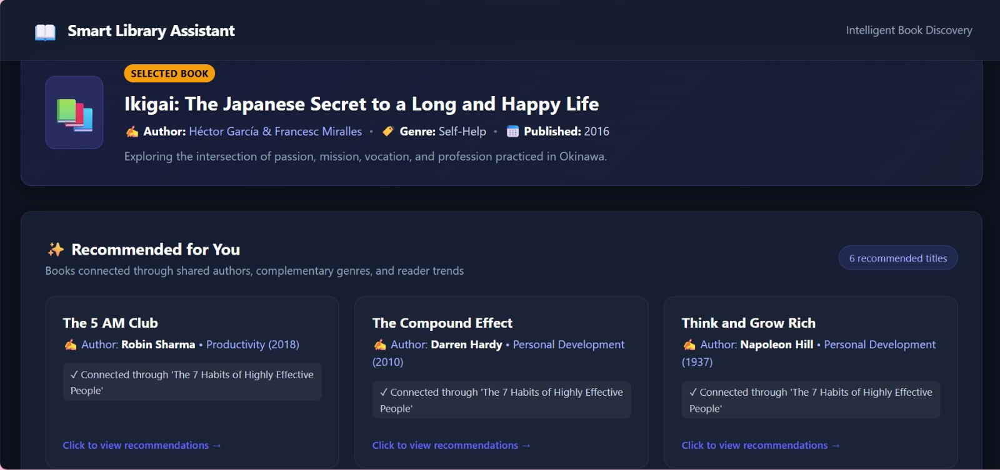 Smart Library Assistant
Intelligent Book Discovery
SELECTED BOOK
Ikigai: The Japanese Secret to a Long and Happy Life
Author: Héctor García & Francesc Miralles • Genre: Self-Help • Published: 2016
Exploring the intersection of passion, mission, vocation, and profession practiced in Okinawa.
Recommended for You
6 recommended titles
Books connected through shared authors, complementary genres, and reader trends
The 5 AM Club
Author: Robin Sharma • Productivity (2018)
✓ Connected through 'The 7 Habits of Highly Effective
People'
Click to view recommendations →
The Compound Effect
Author: Darren Hardy • Personal Development
(2010)
✓ Connected through 'The 7 Habits of Highly Effective
People'
Click to view recommendations →
Think and Grow Rich
Author: Napoleon Hill • Personal Development
(1937)
✓ Connected through 'The 7 Habits of Highly Effective
People'
Click to view recommendations →